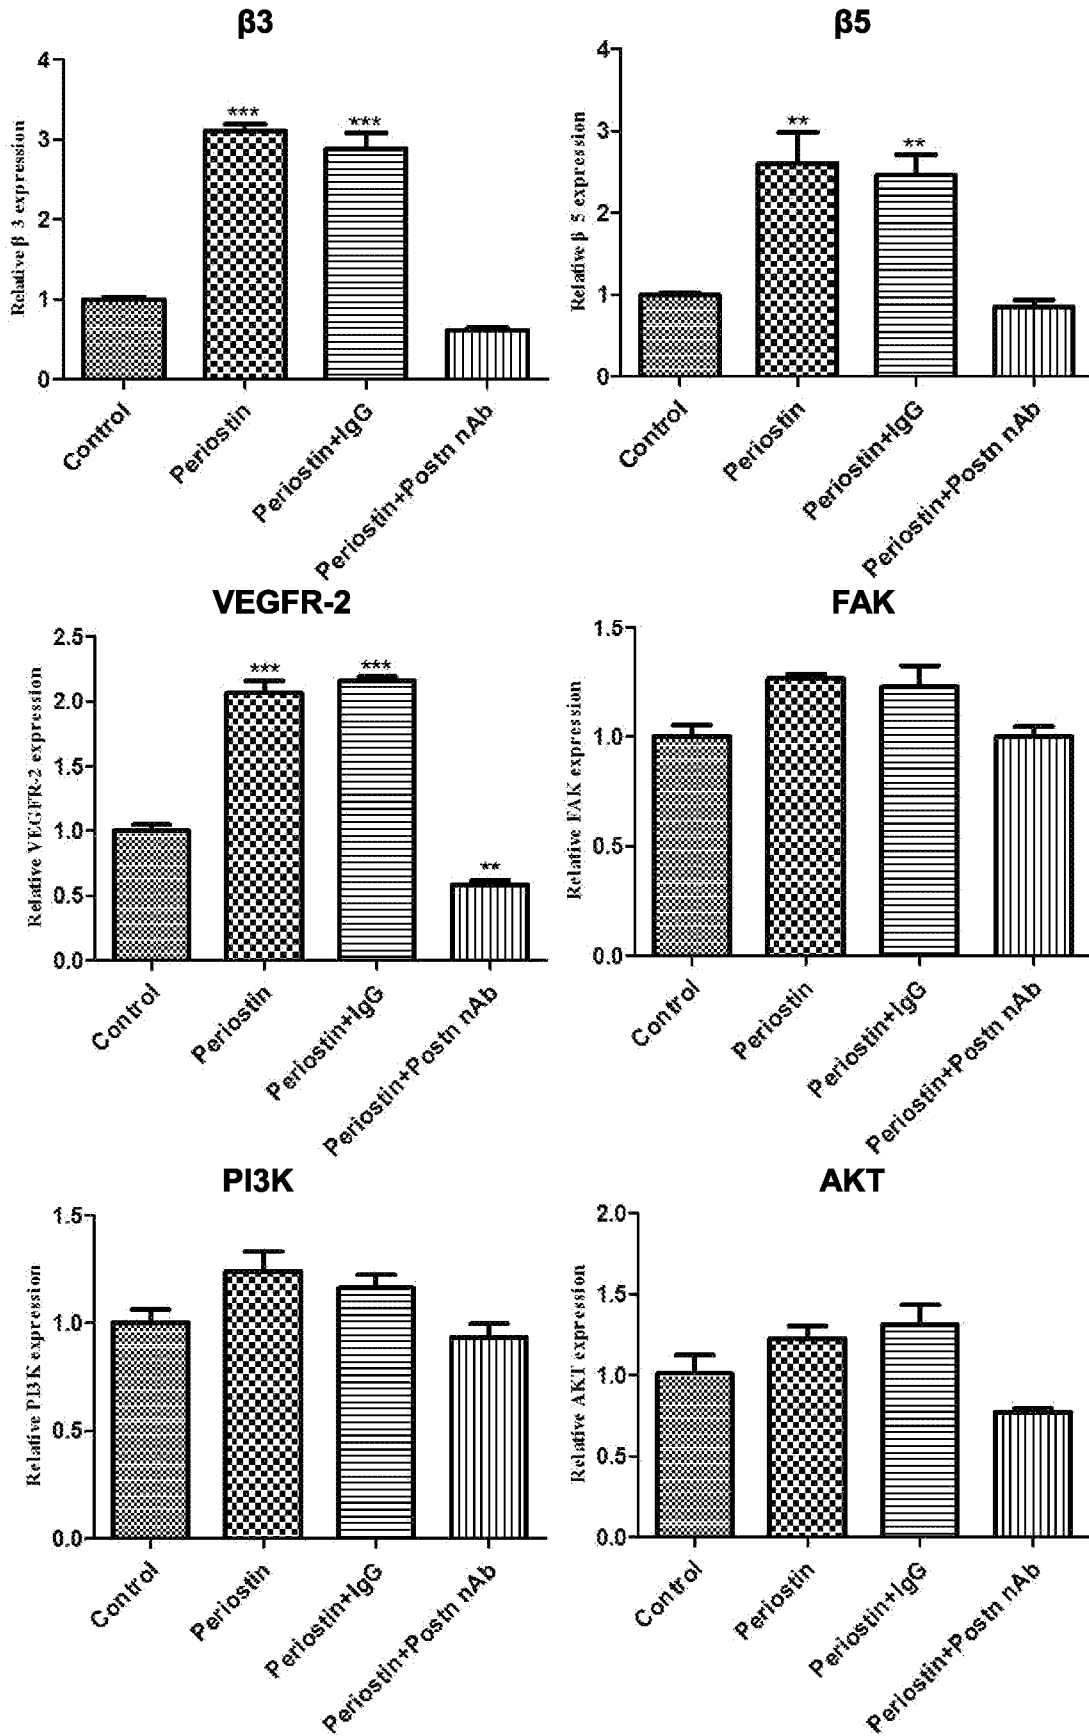 β3
4
3
2
1
0
Relative β 3 expression
***
***
Control
Periostin
Periostin+IgG
Periostin+Postn nAb
β5
4
3
2
1
0
Relative β 5 expression
**
**
Control
Periostin
Periostin+IgG
Periostin+Postn nAb
VEGFR-2
2.5
2.0
1.5
1.0
0.5
0.0
Relative VEGFR-2 expression
***
***
**
Control
Periostin
Periostin+IgG
Periostin+Postn nAb
FAK
1.5
1.0
0.5
0.0
Relative FAK expression
Control
Periostin
Periostin+IgG
Periostin+Postn nAb
PI3K
1.5
1.0
0.5
0.0
Relative PI3K expression
Control
Periostin
Periostin+IgG
Periostin+Postn nAb
AKT
2.0
1.5
1.0
0.5
0.0
Relative AKT expression
Control
Periostin
Periostin+IgG
Periostin+Postn nAb